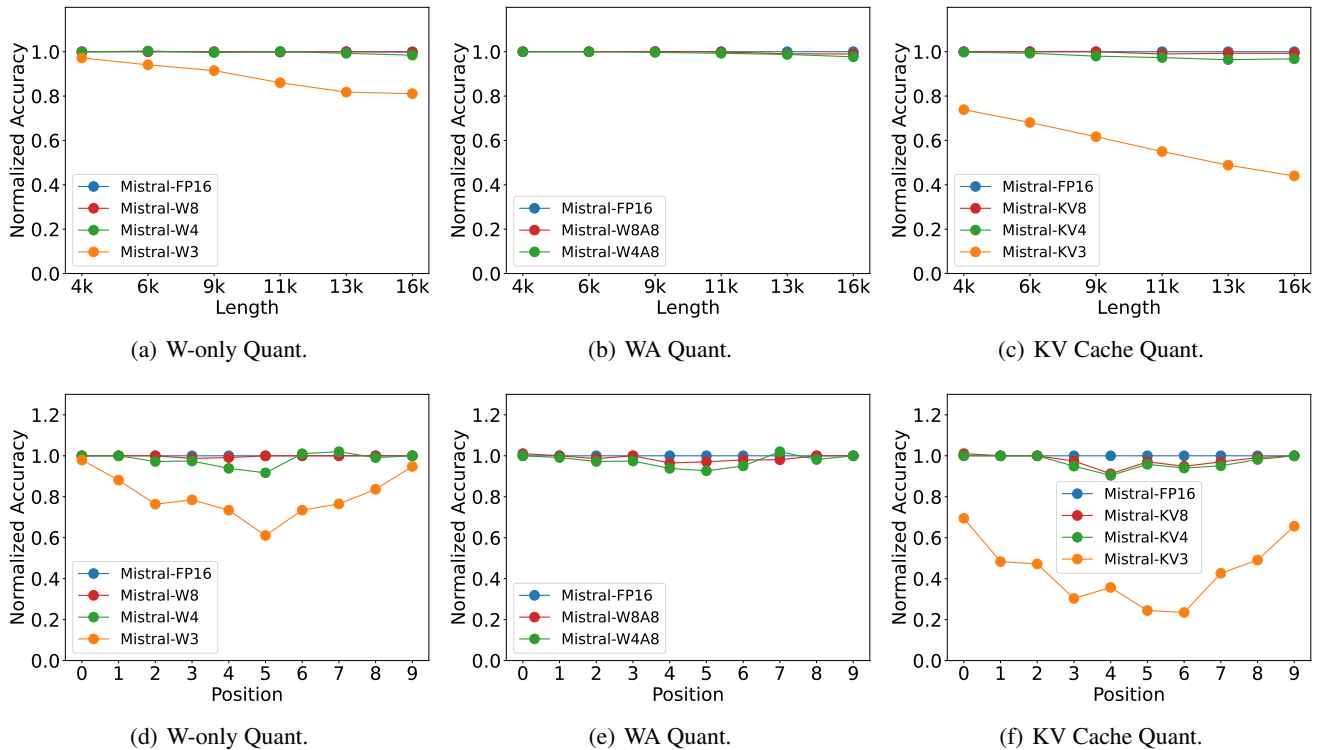 Normalized Accuracy
1.0
0.8
0.6
0.4
0.2
0.0
Mistral-FP16
Mistral-W8
Mistral-W4
Mistral-W3
4k 6k 9k 11k 13k 16k
Length
(a) W-only Quant.
Normalized Accuracy
1.0
0.8
0.6
0.4
0.2
0.0
Mistral-FP16
Mistral-W8A8
Mistral-W4A8
4k 6k 9k 11k 13k 16k
Length
(b) WA Quant.
Normalized Accuracy
1.0
0.8
0.6
0.4
0.2
0.0
Mistral-FP16
Mistral-KV8
Mistral-KV4
Mistral-KV3
4k 6k 9k 11k 13k 16k
Length
(c) KV Cache Quant.
Normalized Accuracy
1.2
1.0
0.8
0.6
0.4
0.2
0.0
Mistral-FP16
Mistral-W8
Mistral-W4
Mistral-W3
0 1 2 3 4 5 6 7 8 9
Position
(d) W-only Quant.
Normalized Accuracy
1.2
1.0
0.8
0.6
0.4
0.2
0.0
Mistral-FP16
Mistral-W8A8
Mistral-W4A8
0 1 2 3 4 5 6 7 8 9
Position
(e) WA Quant.
Normalized Accuracy
1.2
1.0
0.8
0.6
0.4
0.2
0.0
Mistral-FP16
Mistral-KV8
Mistral-KV4
Mistral-KV3
0 1 2 3 4 5 6 7 8 9
Position
(f) KV Cache Quant.